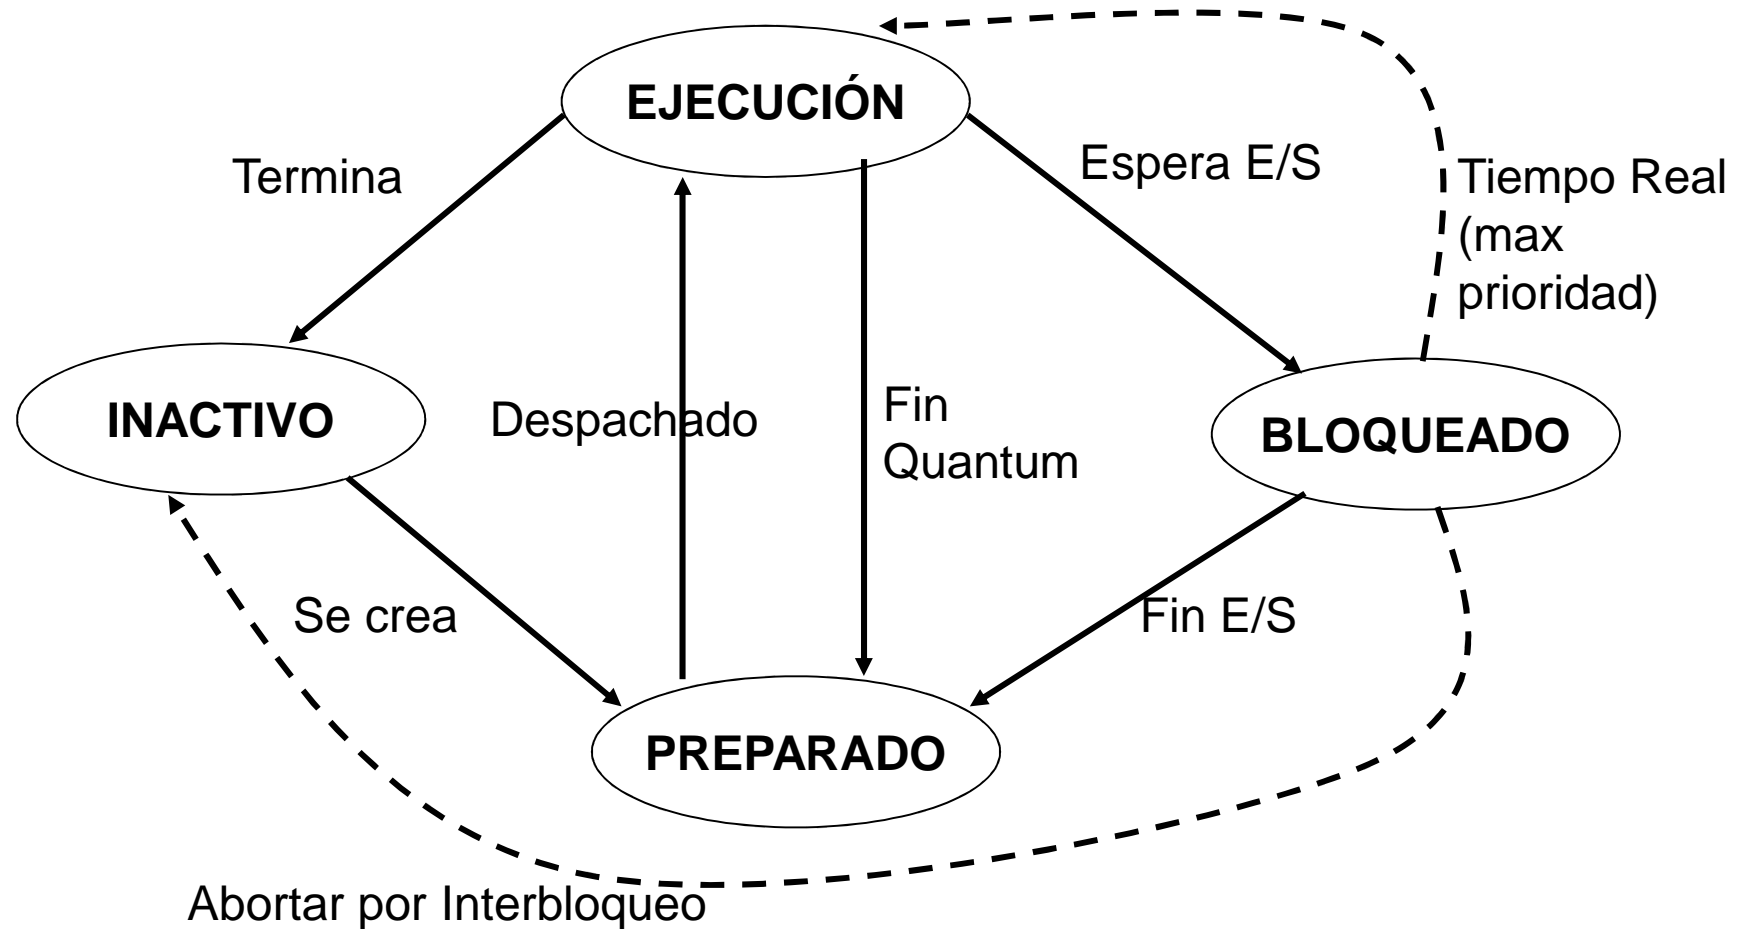 EJECUCIÓN
Termina
Espera E/S
Tiempo Real
(max
prioridad)
INACTIVO
Despachado
Fin
Quantum
BLOQUEADO
Se crea
Fin E/S
PREPARADO
Abortar por Interbloqueo